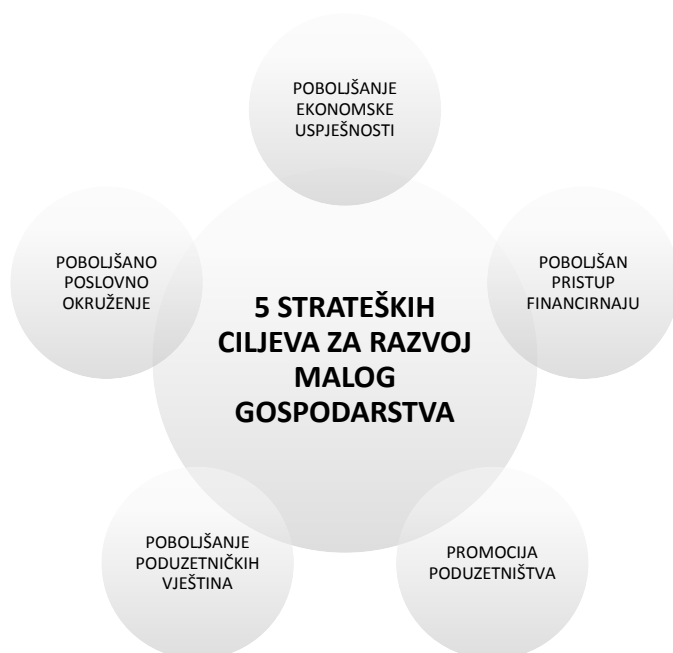 POBOLJŠANJE
EKONOMSKE
USPJEŠNOSTI
POBOLJŠANO
POSLOVNO
OKRUŽENJE
POBOLJŠAN
PRISTUP
FINANCIRNAJU
5 STRATEŠKIH
CILJEVA ZA RAZVOJ
MALOG
GOSPODARSTVA
POBOLJŠANJE
PODUZETNIČKIH
VJEŠTINA
PROMOCIJA
PODUZETNIŠTVA